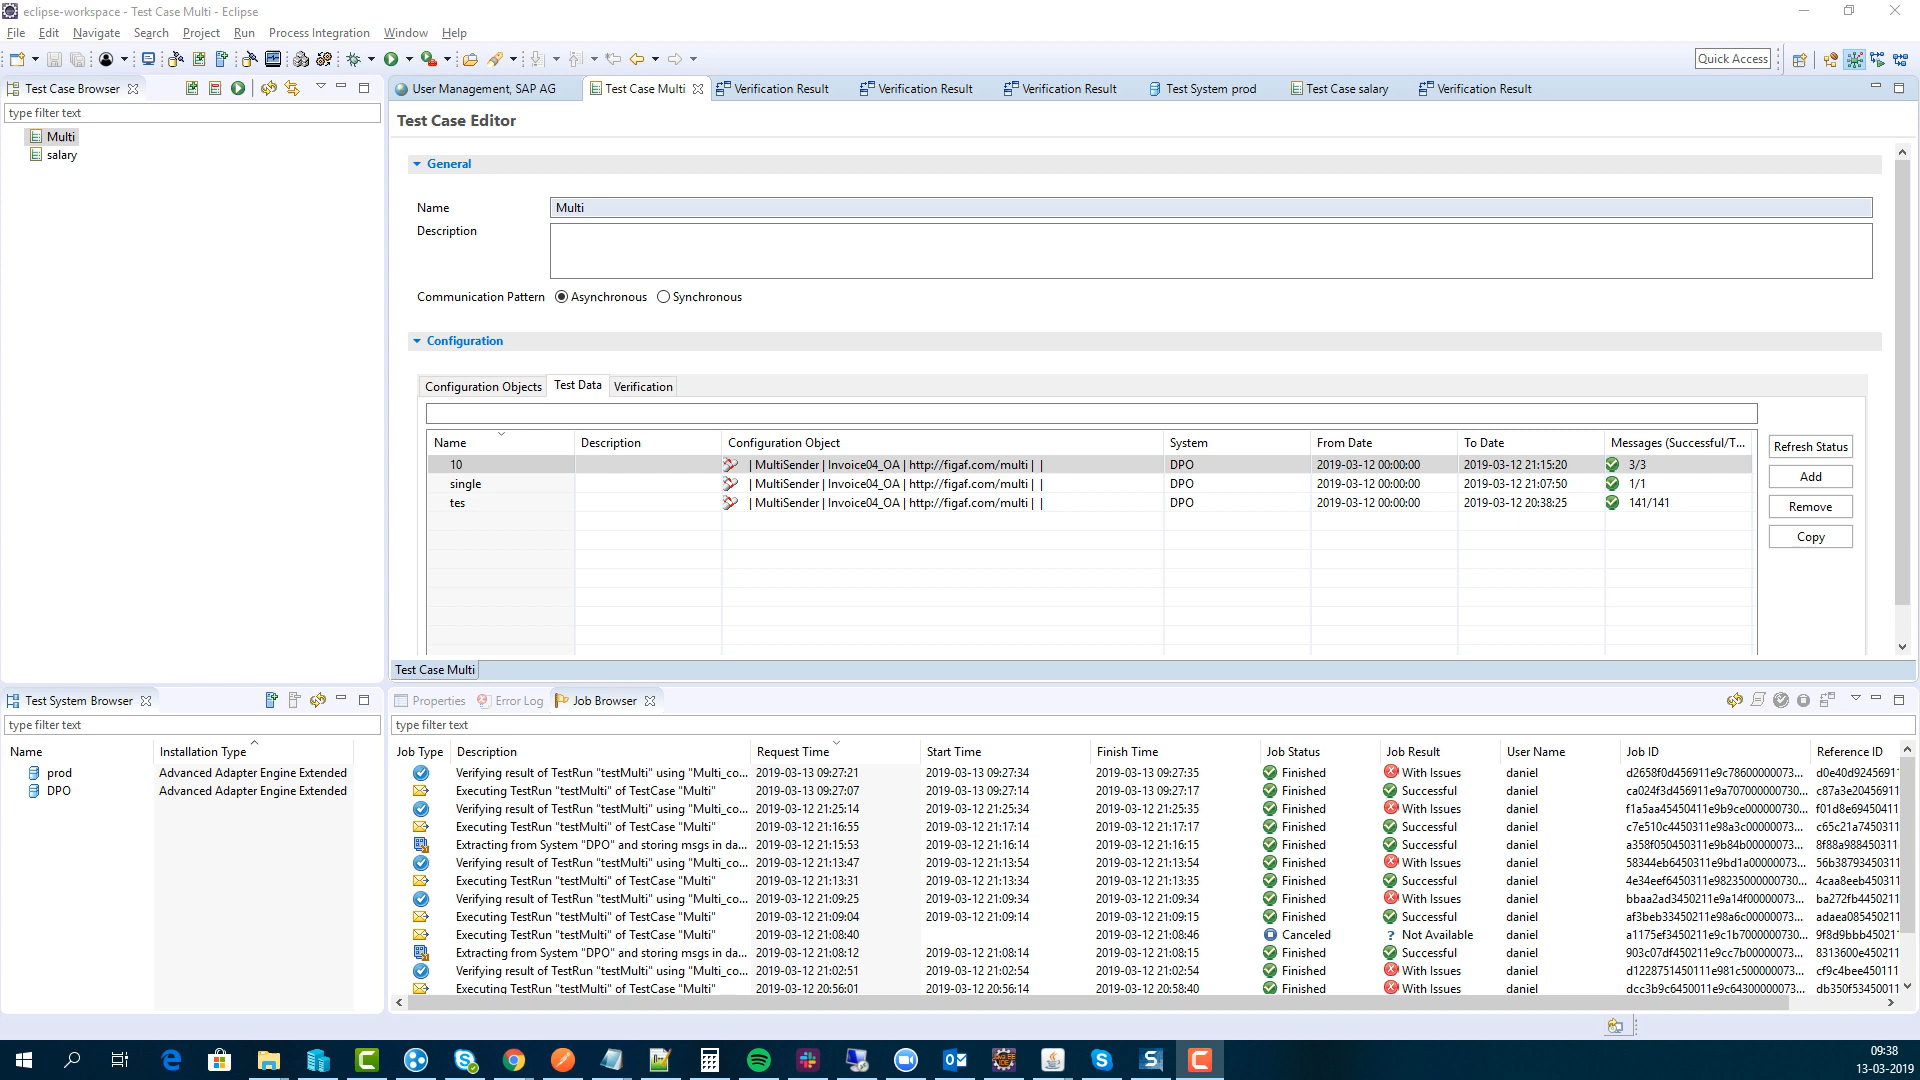 eclipse-workspace - Test Case Multi - Eclipse
File Edit Navigate Search Project Run Process Integration Window Help
Quick Access
Test Case Browser
type filter text
Multi
salary
User Management, SAP AG Test Case Multi Verification Result Verification Result Verification Result Test System prod Test Case salary Verification Result
Test Case Editor
General
Name Multi
Description
Communication Pattern Asynchronous Synchronous
Configuration
Configuration Objects Test Data Verification
Name Description Configuration Object System From Date To Date Messages (Successful/T...
10 | MultiSender | Invoice04_OA | http://figaf.com/multi | | DPO 2019-03-12 00:00:00 2019-03-12 21:15:20 3/3
single | MultiSender | Invoice04_OA | http://figaf.com/multi | | DPO 2019-03-12 00:00:00 2019-03-12 21:07:50 1/1
tes | MultiSender | Invoice04_OA | http://figaf.com/multi | | DPO 2019-03-12 00:00:00 2019-03-12 20:38:25 141/141
Refresh Status
Add
Remove
Copy
Test Case Multi
Test System Browser
type filter text
Name Installation Type
prod Advanced Adapter Engine Extended
DPO Advanced Adapter Engine Extended
Properties Error Log Job Browser
type filter text
Job Type Description Request Time Start Time Finish Time Job Status Job Result User Name Job ID Reference ID
Verifying result of TestRun "testMulti" using "Multi_co... 2019-03-13 09:27:21 2019-03-13 09:27:34 2019-03-13 09:27:35 Finished With Issues daniel d2658f0d456911e9c78600000073... d0e40d92456911
Executing TestRun "testMulti" of TestCase "Multi" 2019-03-13 09:27:07 2019-03-13 09:27:14 2019-03-13 09:27:17 Finished Successful daniel ca024f3d456911e9a707000000730... c87a3e20456911
Verifying result of TestRun "testMulti" using "Multi_co... 2019-03-12 21:25:14 2019-03-12 21:25:34 2019-03-12 21:25:35 Finished With Issues daniel f1a5aa45450411e9b9ce000000730... f01d8e69450411
Executing TestRun "testMulti" of TestCase "Multi" 2019-03-12 21:16:55 2019-03-12 21:17:14 2019-03-12 21:17:17 Finished Successful daniel c7e510c4450311e98a3c00000073... c65c21a7450311
Extracting from System "DPO" and storing msgs in da... 2019-03-12 21:15:53 2019-03-12 21:16:14 2019-03-12 21:16:15 Finished Successful daniel a358f050450311e9b84b00000073... 8f88a988450311
Verifying result of TestRun "testMulti" using "Multi_co... 2019-03-12 21:13:47 2019-03-12 21:13:54 2019-03-12 21:13:54 Finished With Issues daniel 58344eb6450311e9bd1a00000073... 56b38793450311
Executing TestRun "testMulti" of TestCase "Multi" 2019-03-12 21:13:31 2019-03-12 21:13:34 2019-03-12 21:13:35 Finished Successful daniel 4e34eef6450311e98235000000730... 4caa8eeb450311
Verifying result of TestRun "testMulti" using "Multi_co... 2019-03-12 21:09:25 2019-03-12 21:09:34 2019-03-12 21:09:34 Finished With Issues daniel bbaa2ad3450211e9a14f00000073... ba272fb4450211
Executing TestRun "testMulti" of TestCase "Multi" 2019-03-12 21:09:04 2019-03-12 21:09:14 2019-03-12 21:09:15 Finished Successful daniel af3beb33450211e98a6c00000073... adaea085450211
Executing TestRun "testMulti" of TestCase "Multi" 2019-03-12 21:08:40 2019-03-12 21:08:46 Canceled Not Available daniel a1175ef3450211e9c1b7000000730... 9f8d9bbb450211
Extracting from System "DPO" and storing msgs in da... 2019-03-12 21:08:12 2019-03-12 21:08:14 2019-03-12 21:08:15 Finished Successful daniel 903c07df450211e9cc7b00000073... 8313600e450211
Verifying result of TestRun "testMulti" using "Multi_co... 2019-03-12 21:02:51 2019-03-12 21:02:54 2019-03-12 21:02:54 Finished With Issues daniel d1228751450111e981c500000073... cf9c4bee450111
Executing TestRun "testMulti" of TestCase "Multi" 2019-03-12 20:56:01 2019-03-12 20:56:14 2019-03-12 20:58:40 Finished With Issues daniel dcc3b9c6450011e9c64300000073... db350f53450011
09:38
13-03-2019